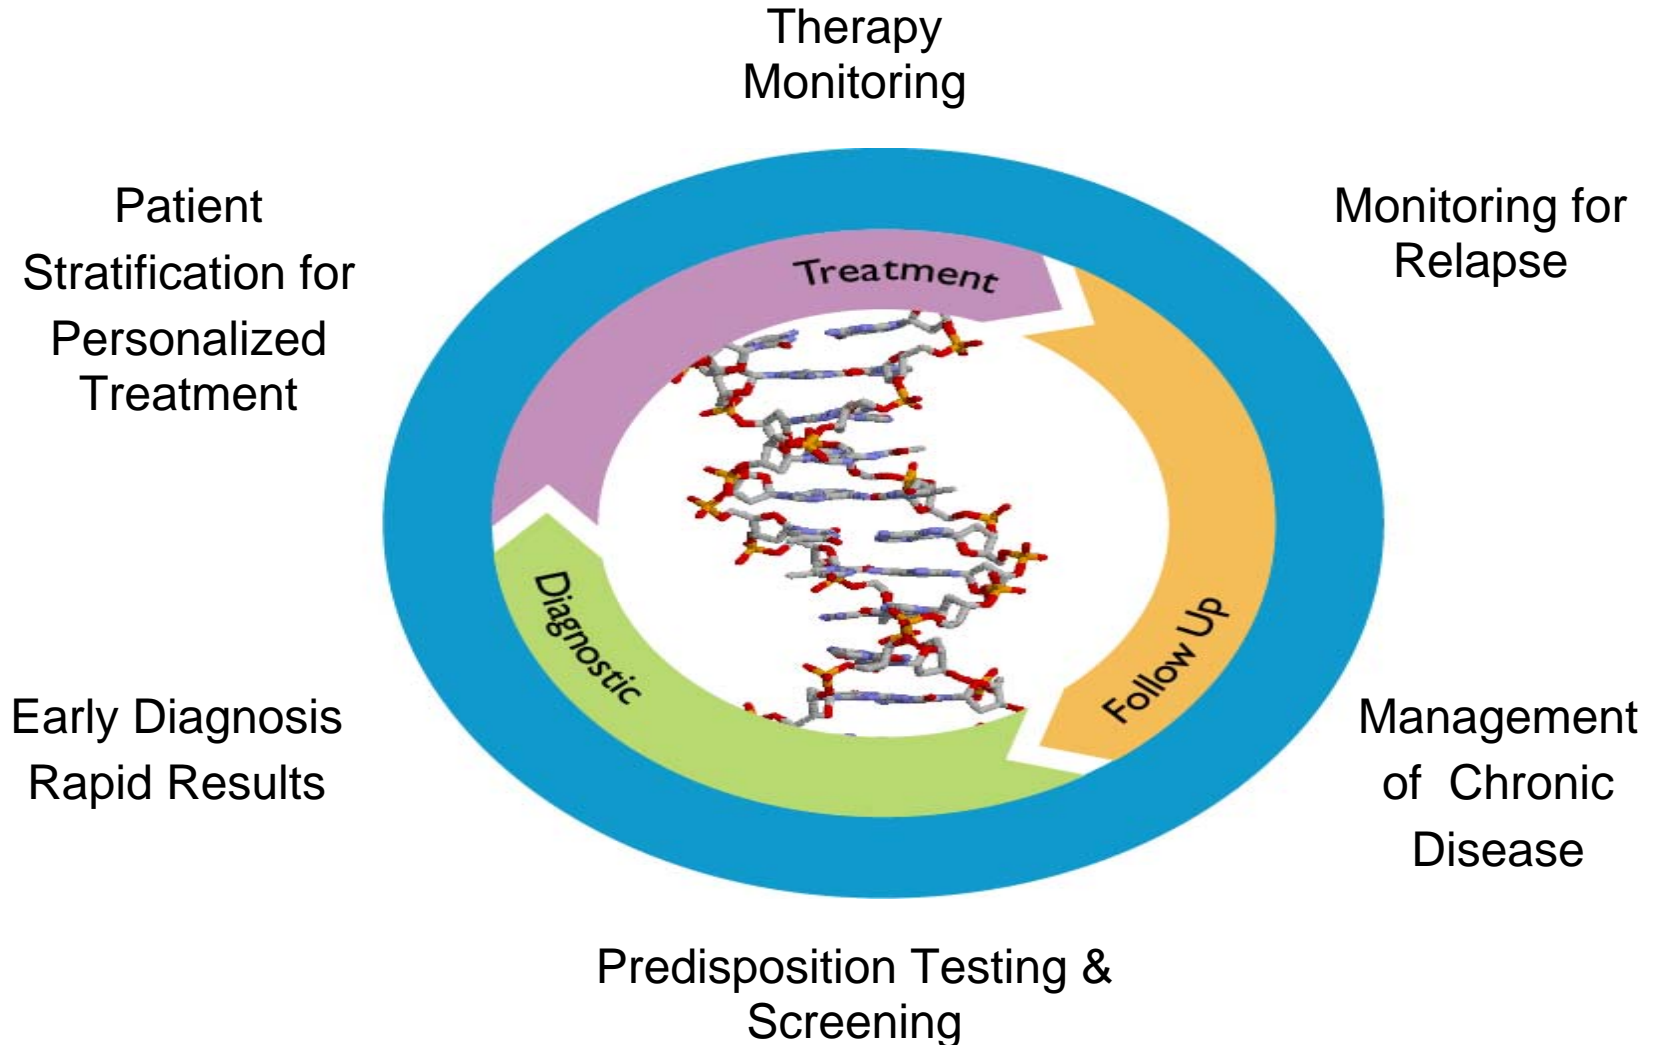 Therapy
Monitoring
Patient
Stratification for
Personalized
Treatment
Monitoring for
Relapse
Treatment
Diagnostic
Follow Up
Early Diagnosis
Rapid Results
Management
of Chronic
Disease
Predisposition Testing &
Screening